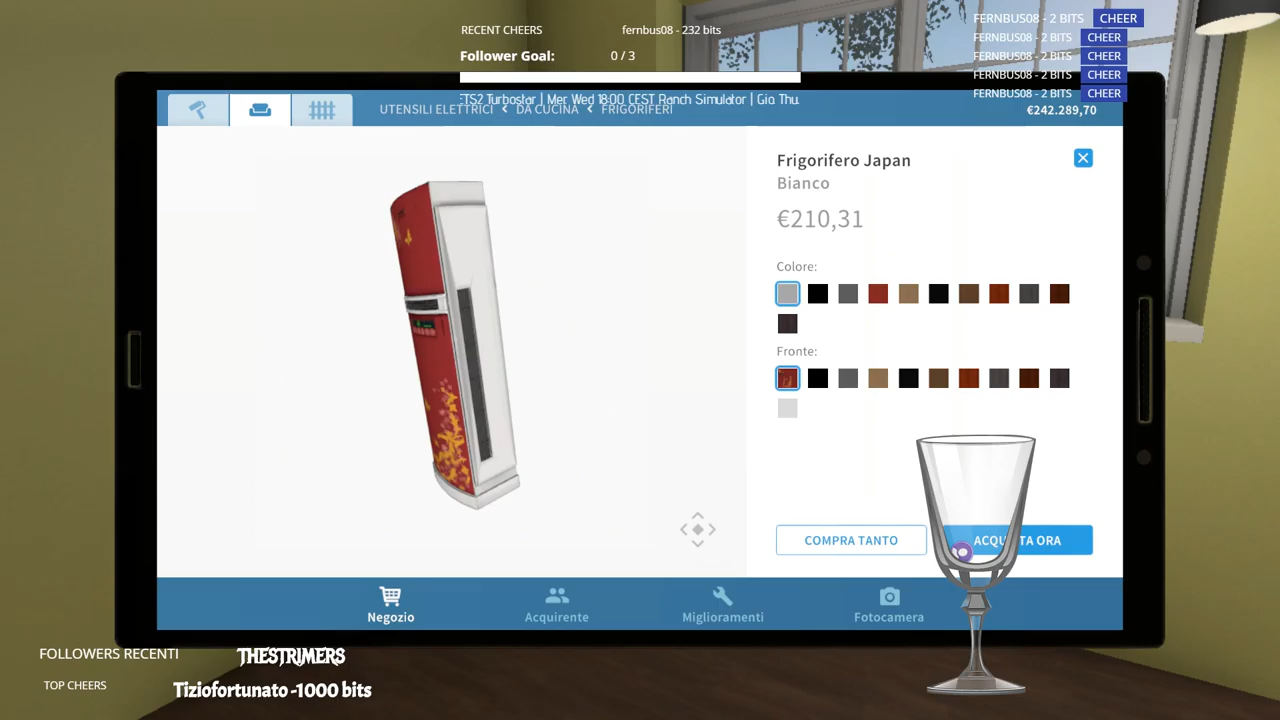 RECENT CHEERS fernbus08 - 232 bits
Follower Goal: 0 / 3
FERNBUS08 - 2 BITS CHEER
FERNBUS08 - 2 BITS CHEER
FERNBUS08 - 2 BITS CHEER
FERNBUS08 - 2 BITS CHEER
FERNBUS08 - 2 BITS CHEER
TS2 Turbostar | Mer Wed 18:00 CEST Ranch Simulator | Gio Thu.
UTENSILI ELETTRICI < DA CUCINA < FRIGORIFERI
€242.289,70
Frigorifero Japan
Bianco
€210,31
Colore:
Fronte:
COMPRA TANTO
ORA
Negozio
Acquirente
Miglioramenti
Fotocamera
FOLLOWERS RECENTI THESTRIMERS
TOP CHEERS Tiziofortunato -1000 bits